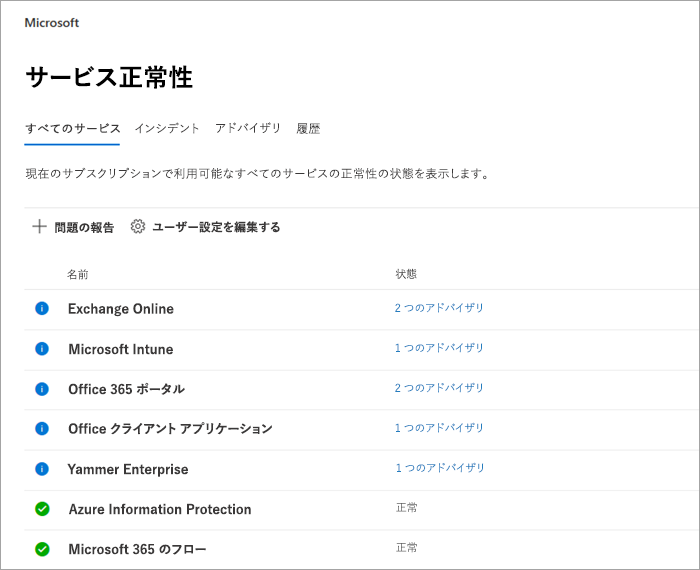 Microsoft
サービス正常性
すべてのサービス インシデント アドバイザリ 履歴
現在のサブスクリプションで利用可能なすべてのサービスの正常性の状態を表示します。
問題の報告 ユーザー設定を編集する
名前 状態
Exchange Online 2 つのアドバイザリ
Microsoft Intune 1 つのアドバイザリ
Office 365 ポータル 2 つのアドバイザリ
Office クライアント アプリケーション 1 つのアドバイザリ
Yammer Enterprise 1 つのアドバイザリ
Azure Information Protection 正常
Microsoft 365 のフロー 正常